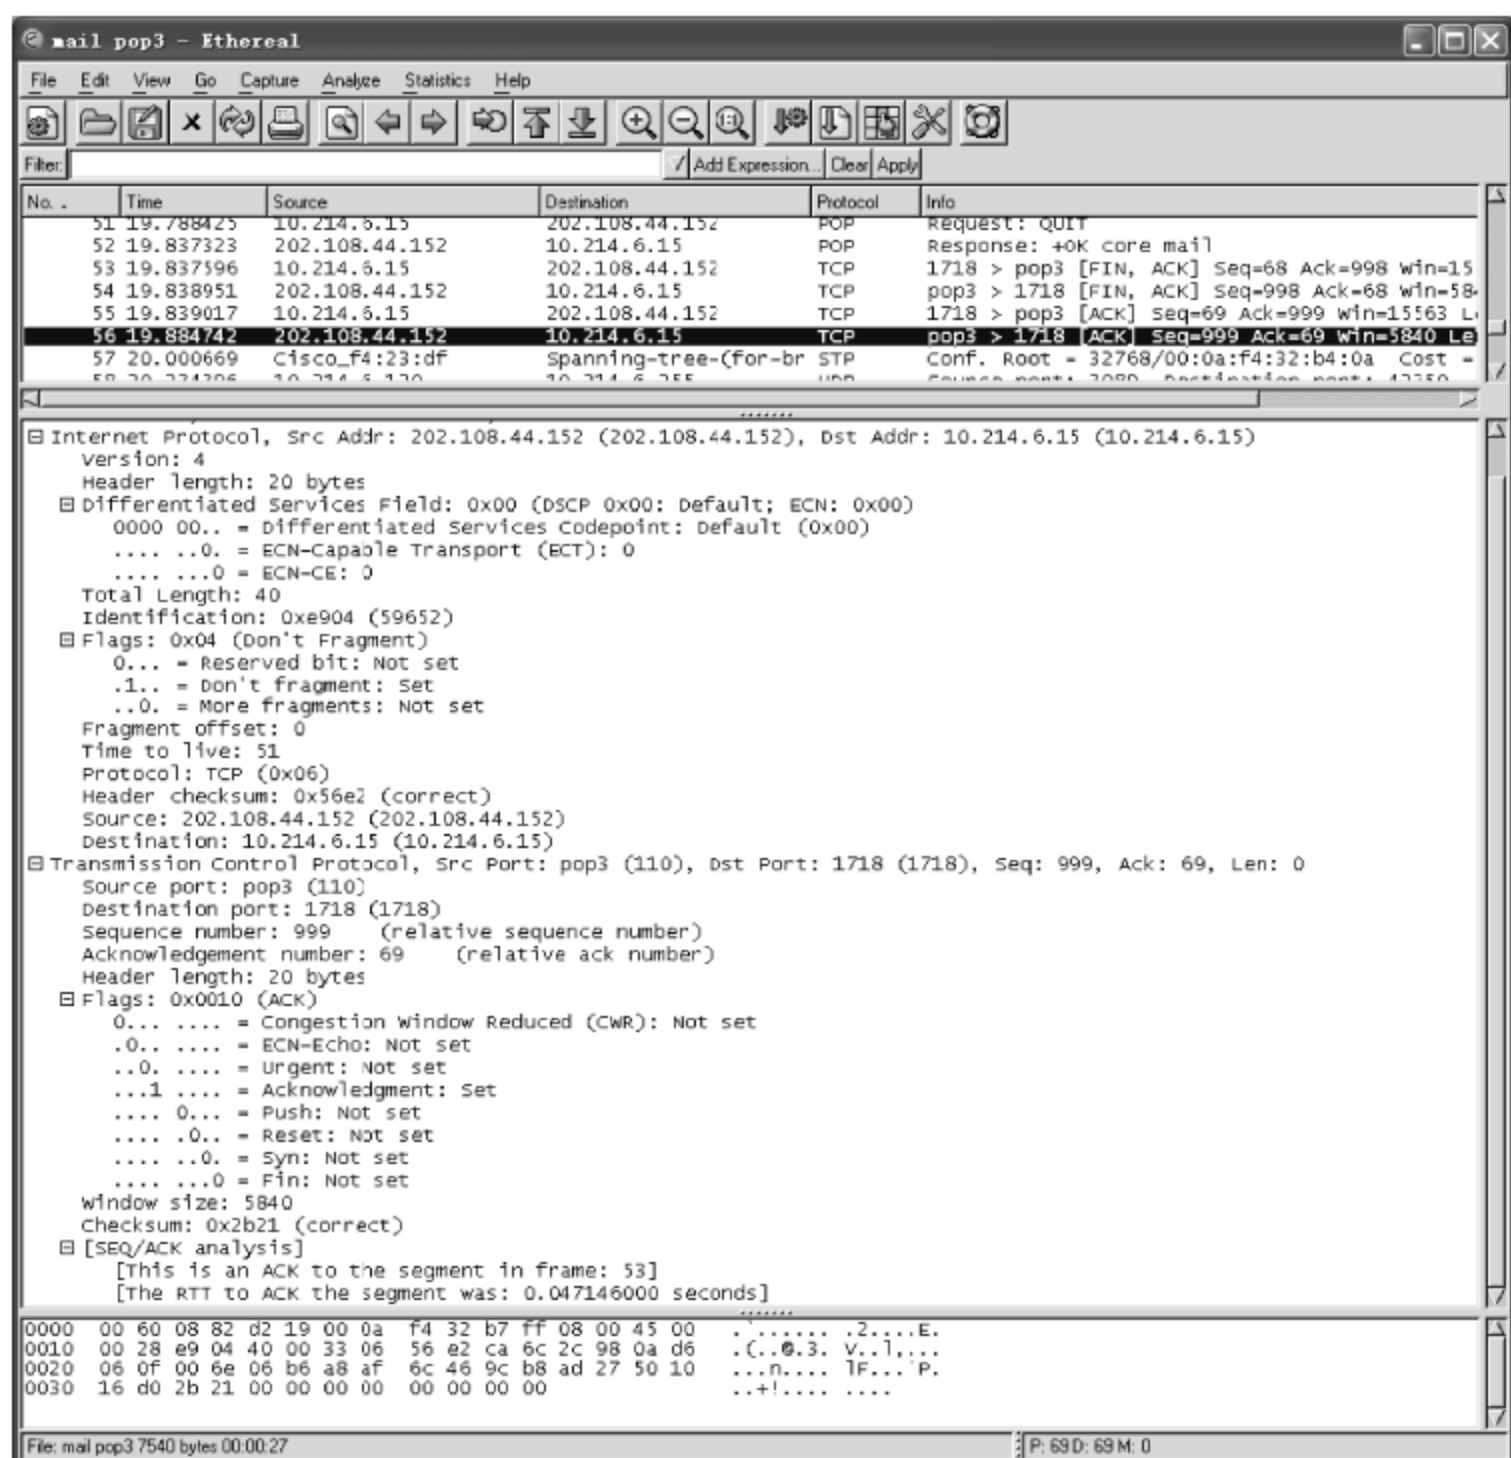 mail pop3 - Ethereal
File Edit View Go Capture Analyze Statistics Help
Filter: Add Expression... Clear Apply
No. . Time Source Destination Protocol Info
51 19.788425 10.214.6.15 202.108.44.152 POP Request: QUIT
52 19.837323 202.108.44.152 10.214.6.15 POP Response: +OK core mail
53 19.837596 10.214.6.15 202.108.44.152 TCP 1718 > pop3 [FIN, ACK] Seq=68 Ack=998 Win=15
54 19.838951 202.108.44.152 10.214.6.15 TCP pop3 > 1718 [FIN, ACK] Seq=998 Ack=68 Win=58
55 19.839017 10.214.6.15 202.108.44.152 TCP 1718 > pop3 [ACK] Seq=69 Ack=999 Win=15563 L
56 19.884742 202.108.44.152 10.214.6.15 TCP pop3 > 1718 [ACK] Seq=999 Ack=69 Win=5840 Le
57 20.000669 Cisco_f4:23:df Spanning-tree-(for-br STP Conf. Root = 32768/00:0a:f4:32:b4:0a Cost =
Internet Protocol, Src Addr: 202.108.44.152 (202.108.44.152), Dst Addr: 10.214.6.15 (10.214.6.15)
Version: 4
Header length: 20 bytes
Differentiated Services Field: 0x00 (DSCP 0x00: Default; ECN: 0x00)
0000 00.. = Differentiated Services Codepoint: Default (0x00)
.... ..0. = ECN-Capable Transport (ECT): 0
.... ...0 = ECN-CE: 0
Total Length: 40
Identification: 0xe904 (59652)
Flags: 0x04 (Don't Fragment)
0... = Reserved bit: Not set
.1.. = Don't fragment: Set
..0. = More fragments: Not set
Fragment offset: 0
Time to live: 51
Protocol: TCP (0x06)
Header checksum: 0x56e2 (correct)
Source: 202.108.44.152 (202.108.44.152)
Destination: 10.214.6.15 (10.214.6.15)
Transmission Control Protocol, Src Port: pop3 (110), Dst Port: 1718 (1718), Seq: 999, Ack: 69, Len: 0
Source port: pop3 (110)
Destination port: 1718 (1718)
Sequence number: 999 (relative sequence number)
Acknowledgement number: 69 (relative ack number)
Header length: 20 bytes
Flags: 0x0010 (ACK)
0... .... = Congestion Window Reduced (CWR): Not set
.0.. .... = ECN-Echo: Not set
..0. .... = Urgent: Not set
...1 .... = Acknowledgment: Set
.... 0... = Push: Not set
.... .0.. = Reset: Not set
.... ..0. = Syn: Not set
.... ...0 = Fin: Not set
Window size: 5840
Checksum: 0x2b21 (correct)
[SEQ/ACK analysis]
[This is an ACK to the segment in frame: 53]
[The RTT to ACK the segment was: 0.047146000 seconds]
0000 00 60 08 82 d2 19 00 0a f4 32 b7 ff 08 00 45 00 .`...... .2....E.
0010 00 28 e9 04 40 00 33 06 56 e2 ca 6c 2c 98 0a d6 .(..@.3. V..l,...
0020 06 0f 00 6e 06 b6 a8 af 6c 46 9c b8 ad 27 50 10 ...n.... lF...'P.
0030 16 d0 2b 21 00 00 00 00 00 00 00 00 ..+!.... ....
File: mail pop3 7540 bytes 00:00:27 P: 69 D: 69 M: 0